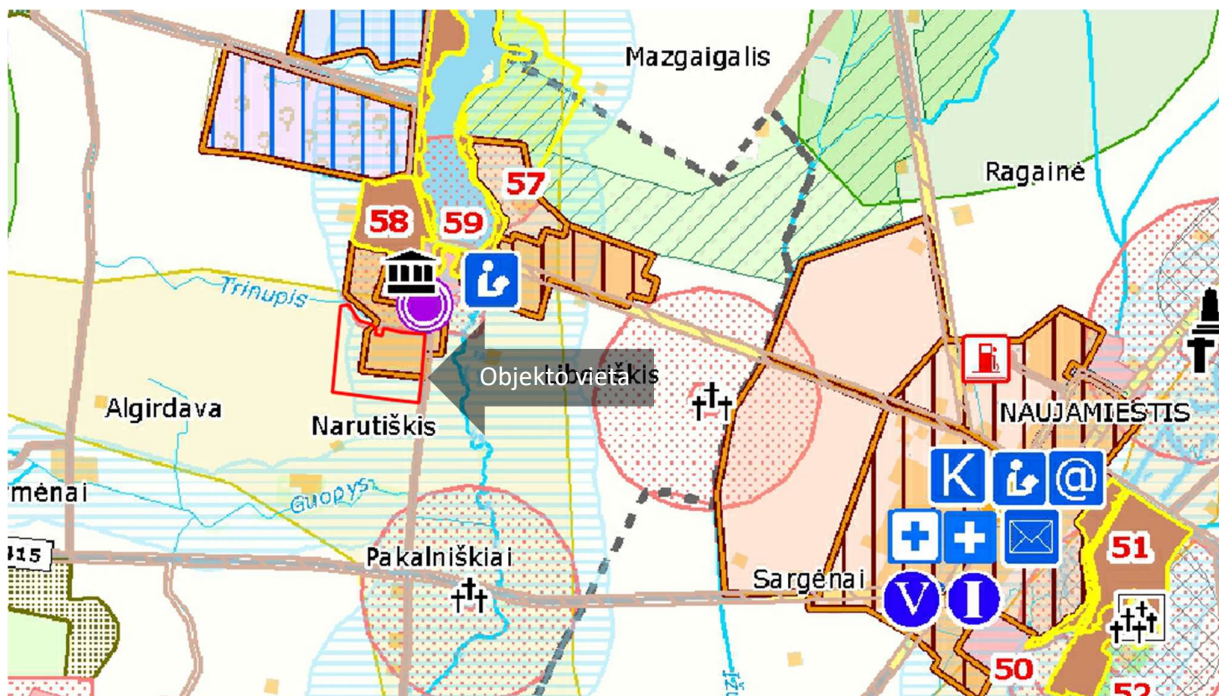 Mazgaigalis
Ragainė
57
58
59
Trinupis
Objekto vieta
Algirdava
Narutiškis
NAUJAMIESTIS
mėnai
Guopys
K
@
415
Pakalniškiai
51
Sargėnai
V
I
50
52